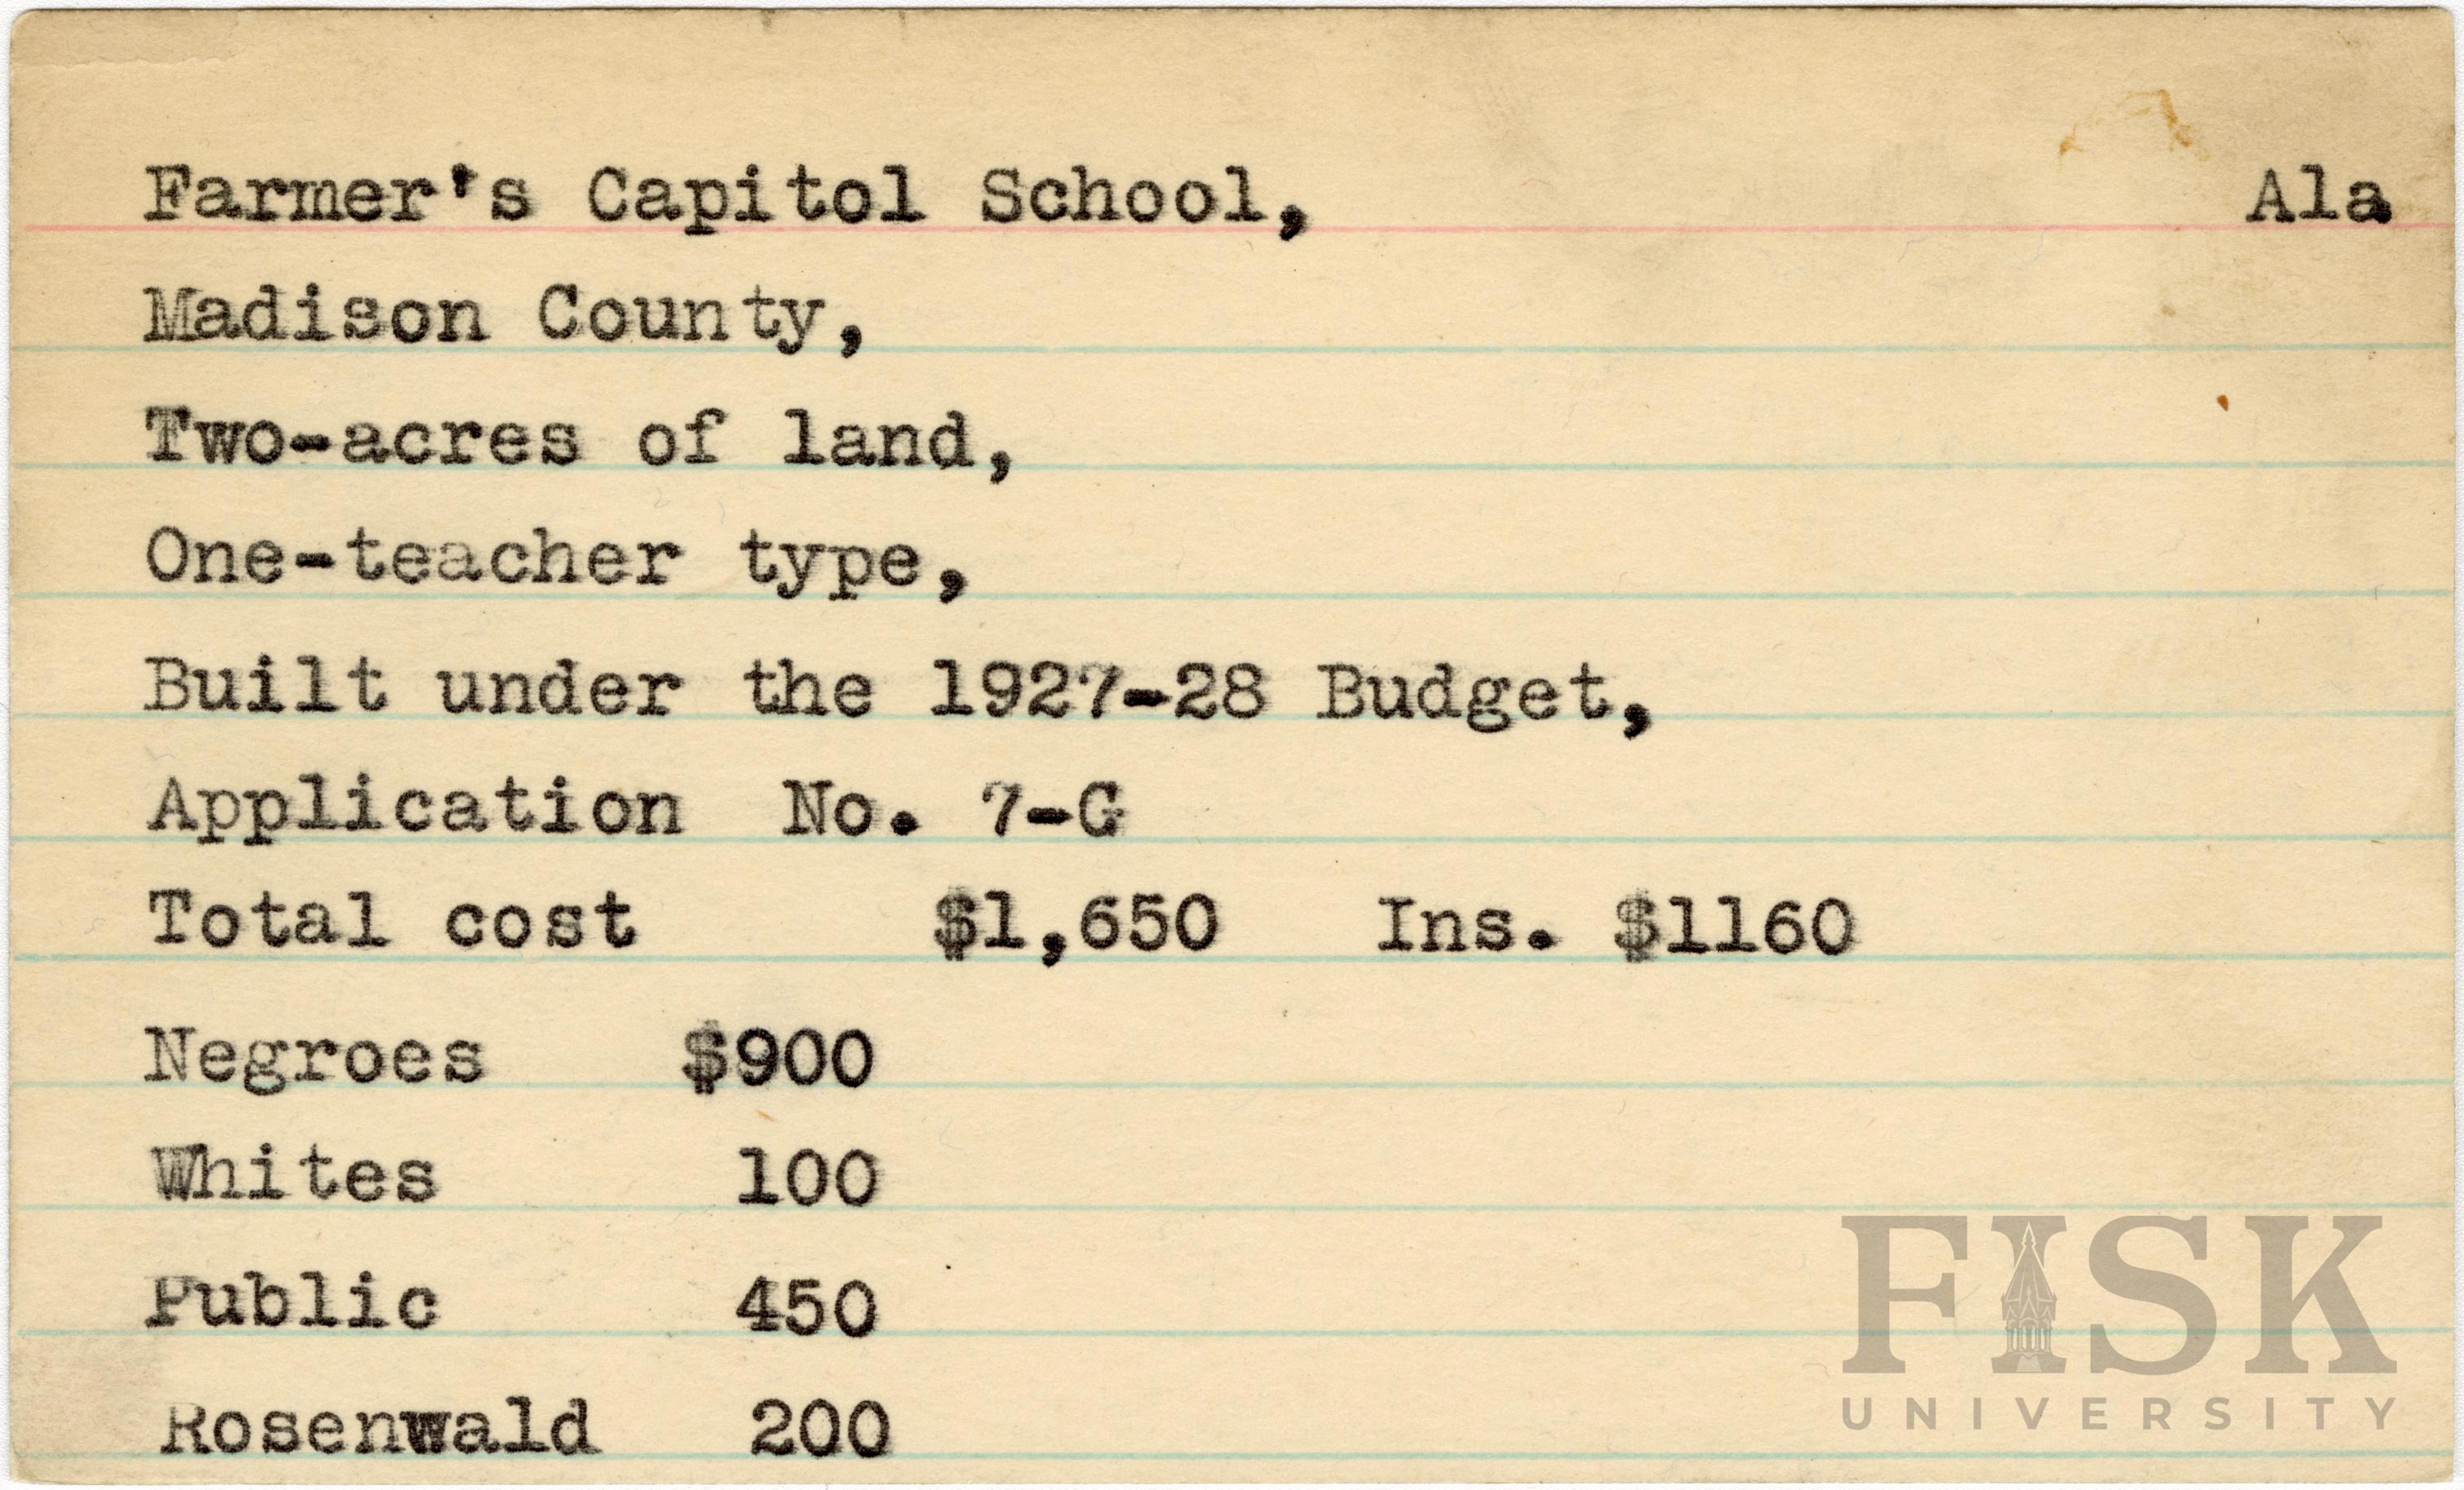 Farmer's Capitol School, Ala
Madison County,
Two-acres of land,
One-teacher type,
Built under the 1927-28 Budget,
Application No. 7-G
Total cost $1,650 Ins. $1160
Negroes $900
Whites 100
Public 450
Rosenwald 200
FISK
UNIVERSITY